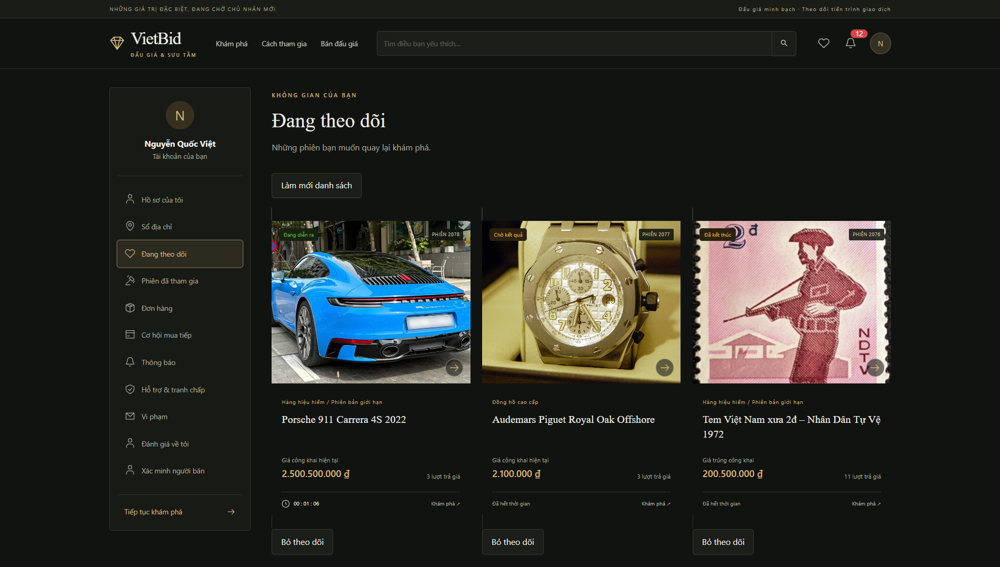 NHỮNG GIÁ TRỊ ĐẶC BIỆT, ĐANG CHỜ CHỦ NHÂN MỚI
Đấu giá minh bạch · Theo dõi tiến trình giao dịch
VietBid
ĐẤU GIÁ & SƯU TẦM
Khám phá
Cách tham gia
Bán đấu giá
Tìm điều bạn yêu thích...
12
N
N
Nguyễn Quốc Việt
Tài khoản của bạn
Hồ sơ của tôi
Sổ địa chỉ
Đang theo dõi
Phiên đã tham gia
Đơn hàng
Cơ hội mua tiếp
Thông báo
Hỗ trợ & tranh chấp
Vi phạm
Đánh giá về tôi
Xác minh người bán
Tiếp tục khám phá →
KHÔNG GIAN CỦA BẠN
Đang theo dõi
Những phiên bạn muốn quay lại khám phá.
Làm mới danh sách
Đang diễn ra
PHIÊN 2078
PORSCHE
Hàng hiệu hiếm / Phiên bản giới hạn
Porsche 911 Carrera 4S 2022
Giá công khai hiện tại
2.500.500.000 ₫
3 lượt trả giá
00 : 01 : 06
Khám phá ↗
Bỏ theo dõi
Chờ kết quả
PHIÊN 2077
Đồng hồ cao cấp
Audemars Piguet Royal Oak Offshore
Giá công khai hiện tại
2.100.000 ₫
3 lượt trả giá
Đã hết thời gian
Khám phá ↗
Bỏ theo dõi
Đã kết thúc
PHIÊN 2076
2đ
NDTV
Hàng hiệu hiếm / Phiên bản giới hạn
Tem Việt Nam xưa 2đ – Nhân Dân Tự Vệ
1972
Giá trúng công khai
200.500.000 ₫
11 lượt trả giá
Đã hết thời gian
Khám phá ↗
Bỏ theo dõi